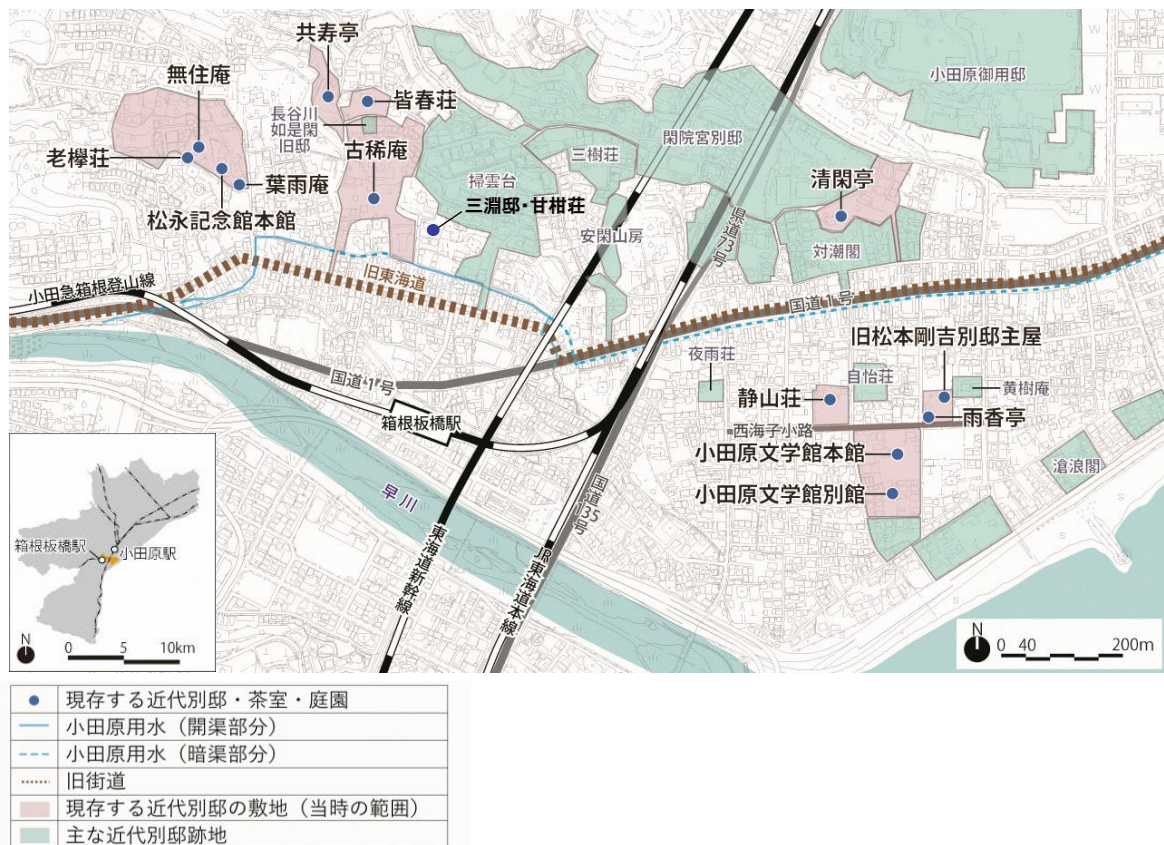 共寿亭
無住庵
皆春荘
長谷川
如是閑
旧邸
小田原御用邸
閑院宮別邸
老欅荘
古稀庵
三樹荘
掃雲台
清閑亭
葉雨庵
松永記念館本館
三淵邸・甘柑荘
安閑山房
県道73号
対潮閣
小田急箱根登山線
旧東海道
国道1号
国道1号
夜雨荘
旧松本剛吉別邸主屋
自怡荘
黄樹庵
静山荘
雨香亭
箱根板橋駅
西海子小路
小田原文学館本館
滄浪閣
小田原文学館別館
早川
国道135号
東海道新幹線
JR東海道本線
箱根板橋駅
小田原駅
N
0 5 10km
N
0 40 200m
現存する近代別邸・茶室・庭園
小田原用水（開渠部分）
小田原用水（暗渠部分）
旧街道
現存する近代別邸の敷地（当時の範囲）
主な近代別邸跡地